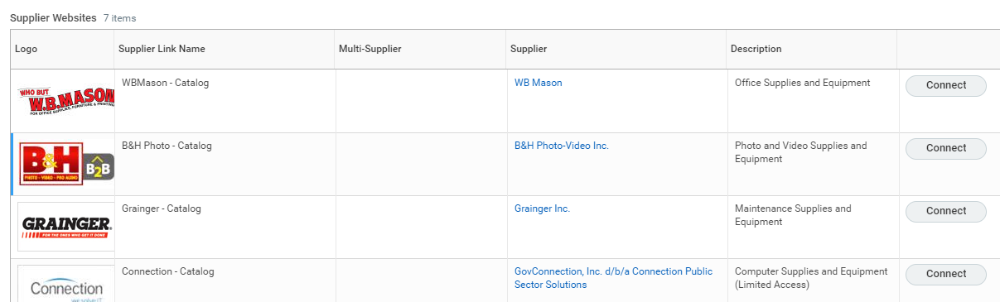 Supplier Websites 7 items
Logo Supplier Link Name Multi-Supplier Supplier Description
WHO BUT
W.B.MASON
FOR OFFICE SUPPLIES, FURNITURE & PRINTING
WBMason - Catalog WB Mason Office Supplies and Equipment Connect
B&H
PHOTO - VIDEO - PRO AUDIO
B2B
B&H Photo - Catalog B&H Photo-Video Inc. Photo and Video Supplies and Connect
Equipment
GRAINGER.
FOR THE ONES WHO GET IT DONE
Grainger - Catalog Grainger Inc. Maintenance Supplies and Connect
Equipment
Connection
we solve IT
Connection - Catalog GovConnection, Inc. d/b/a Connection Public Computer Supplies and Equipment Connect
Sector Solutions (Limited Access)